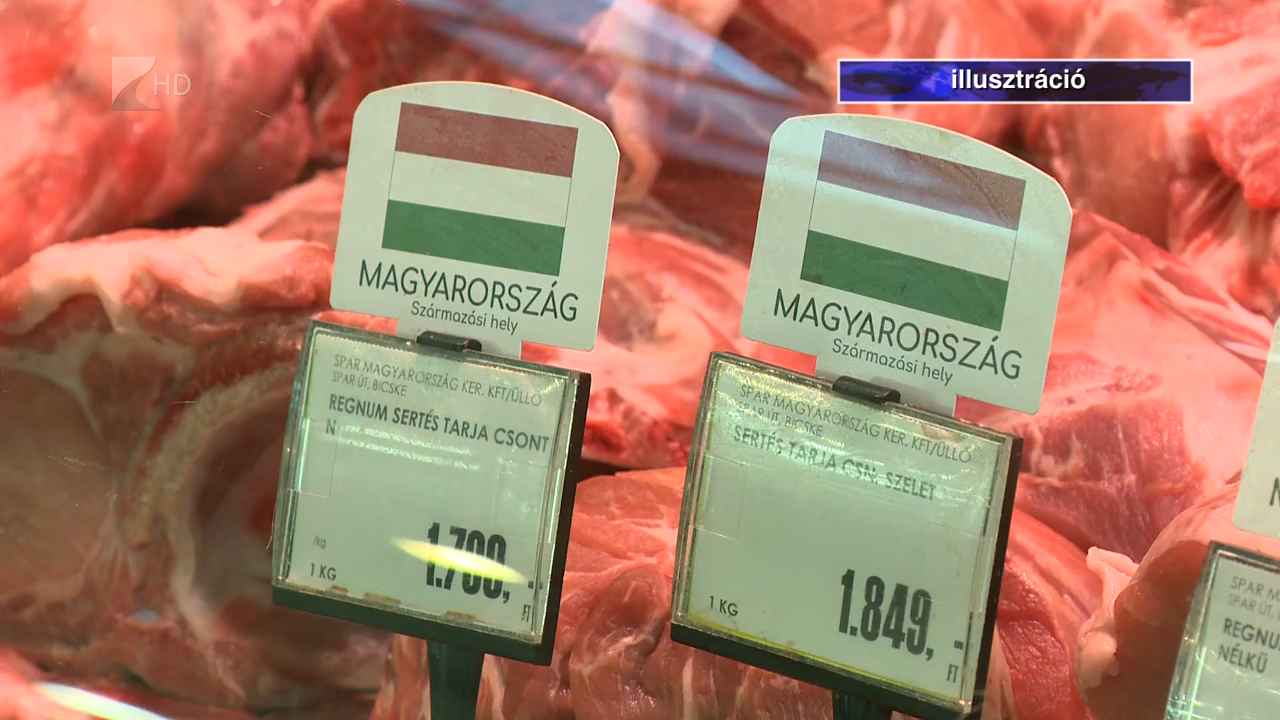 HD
illusztráció
MAGYARORSZÁG
Származási hely
SPAR MAGYARORSZÁG KER. KFT/ÜLLŐ
SPAR ÚT, BICSKE
REGNUM SERTÉS TARJA CSONT
N
/kg
1 KG
FT
MAGYARORSZÁG
Származási hely
SPAR MAGYARORSZÁG KER. KFT/ÜLLŐ
SPAR ÚT, BICSKE
SERTÉS TARJA CSN. SZELET
1 KG
1.849,-
FT
SPAR
SPAR ÚT,
NÉLKÜ